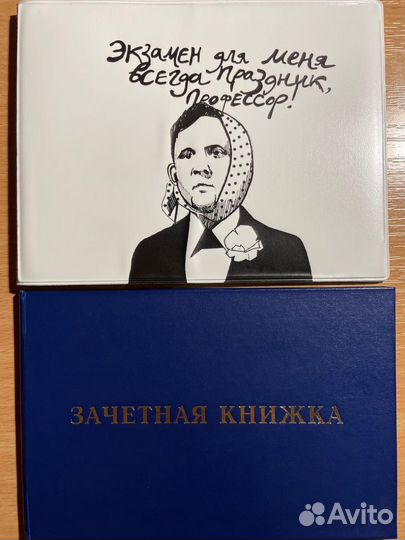 Экзамен для меня
всегда праздник,
профессор!
ЗАЧЕТНАЯ КНИЖКА
Avito